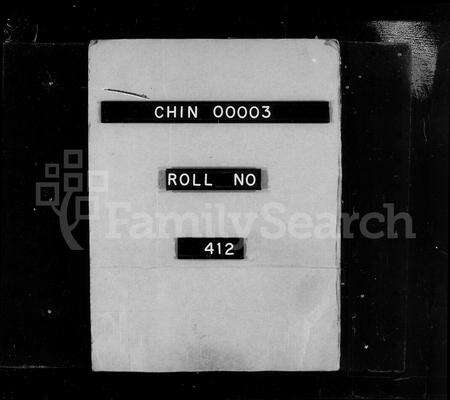 CHIN 00003
ROLL NO
FamilySearch
412